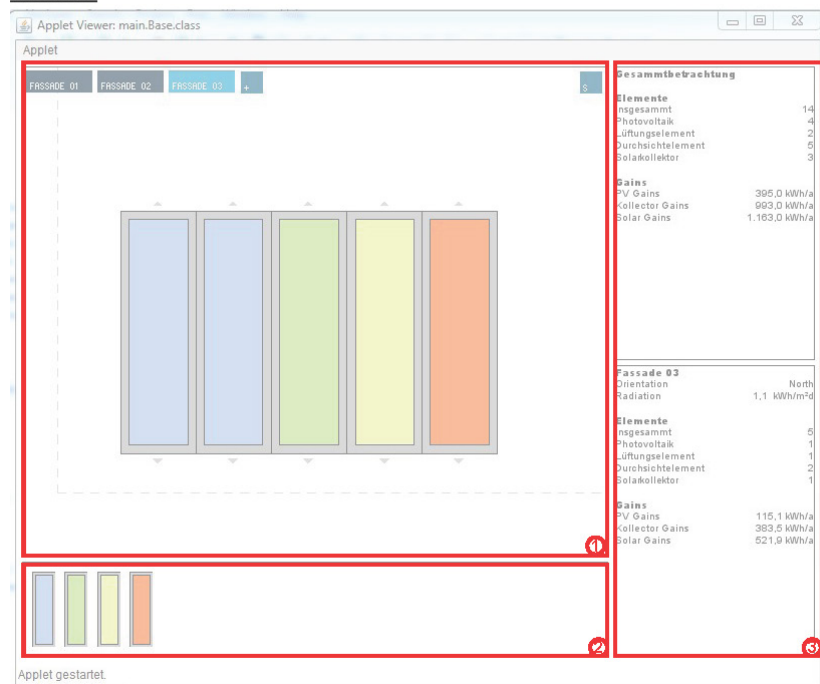 Applet Viewer: main.Base.class
Applet
FASSADE 01
FASSADE 02
FASSADE 03
+
S
1
2
Gesammtbetrachtung
Elemente
Insgesammt 14
Photovoltaik 4
Lüftungselement 2
Durchsichtelement 5
Solarkollektor 3
Gains
PV Gains 395,0 kWh/a
Kollector Gains 993,0 kWh/a
Solar Gains 1.163,0 kWh/a
Fassade 03
Orientation North
Radiation 1,1 kWh/m²d
Elemente
Insgesammt 5
Photovoltaik 1
Lüftungselement 1
Durchsichtelement 2
Solarkollektor 1
Gains
PV Gains 115,1 kWh/a
Kollector Gains 383,5 kWh/a
Solar Gains 521,9 kWh/a
3
Applet gestartet.